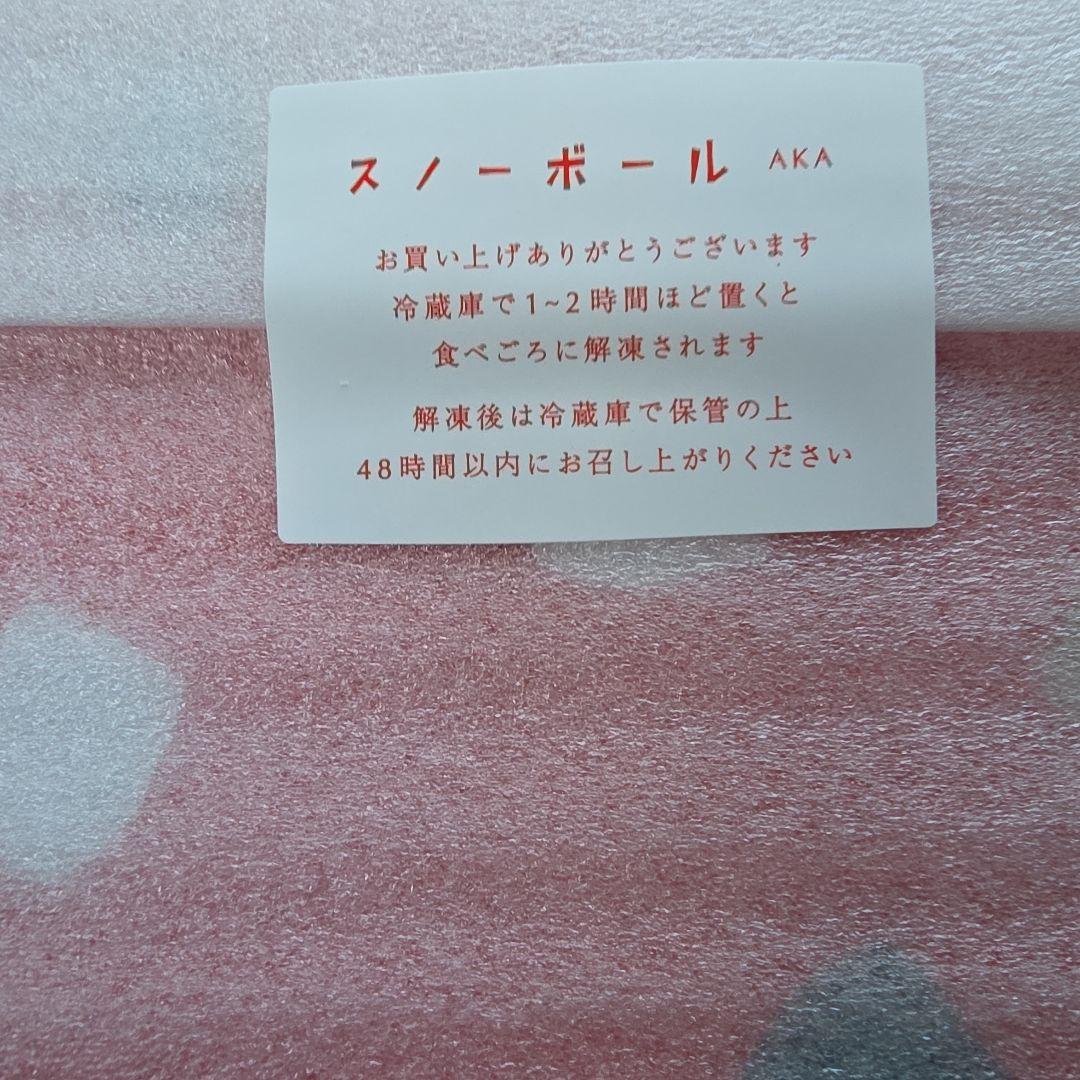 スノーボール AKA
お買い上げありがとうございます
冷蔵庫で1~2時間ほど置くと
食べごろに解凍されます
解凍後は冷蔵庫で保管の上
48時間以内にお召し上がりください